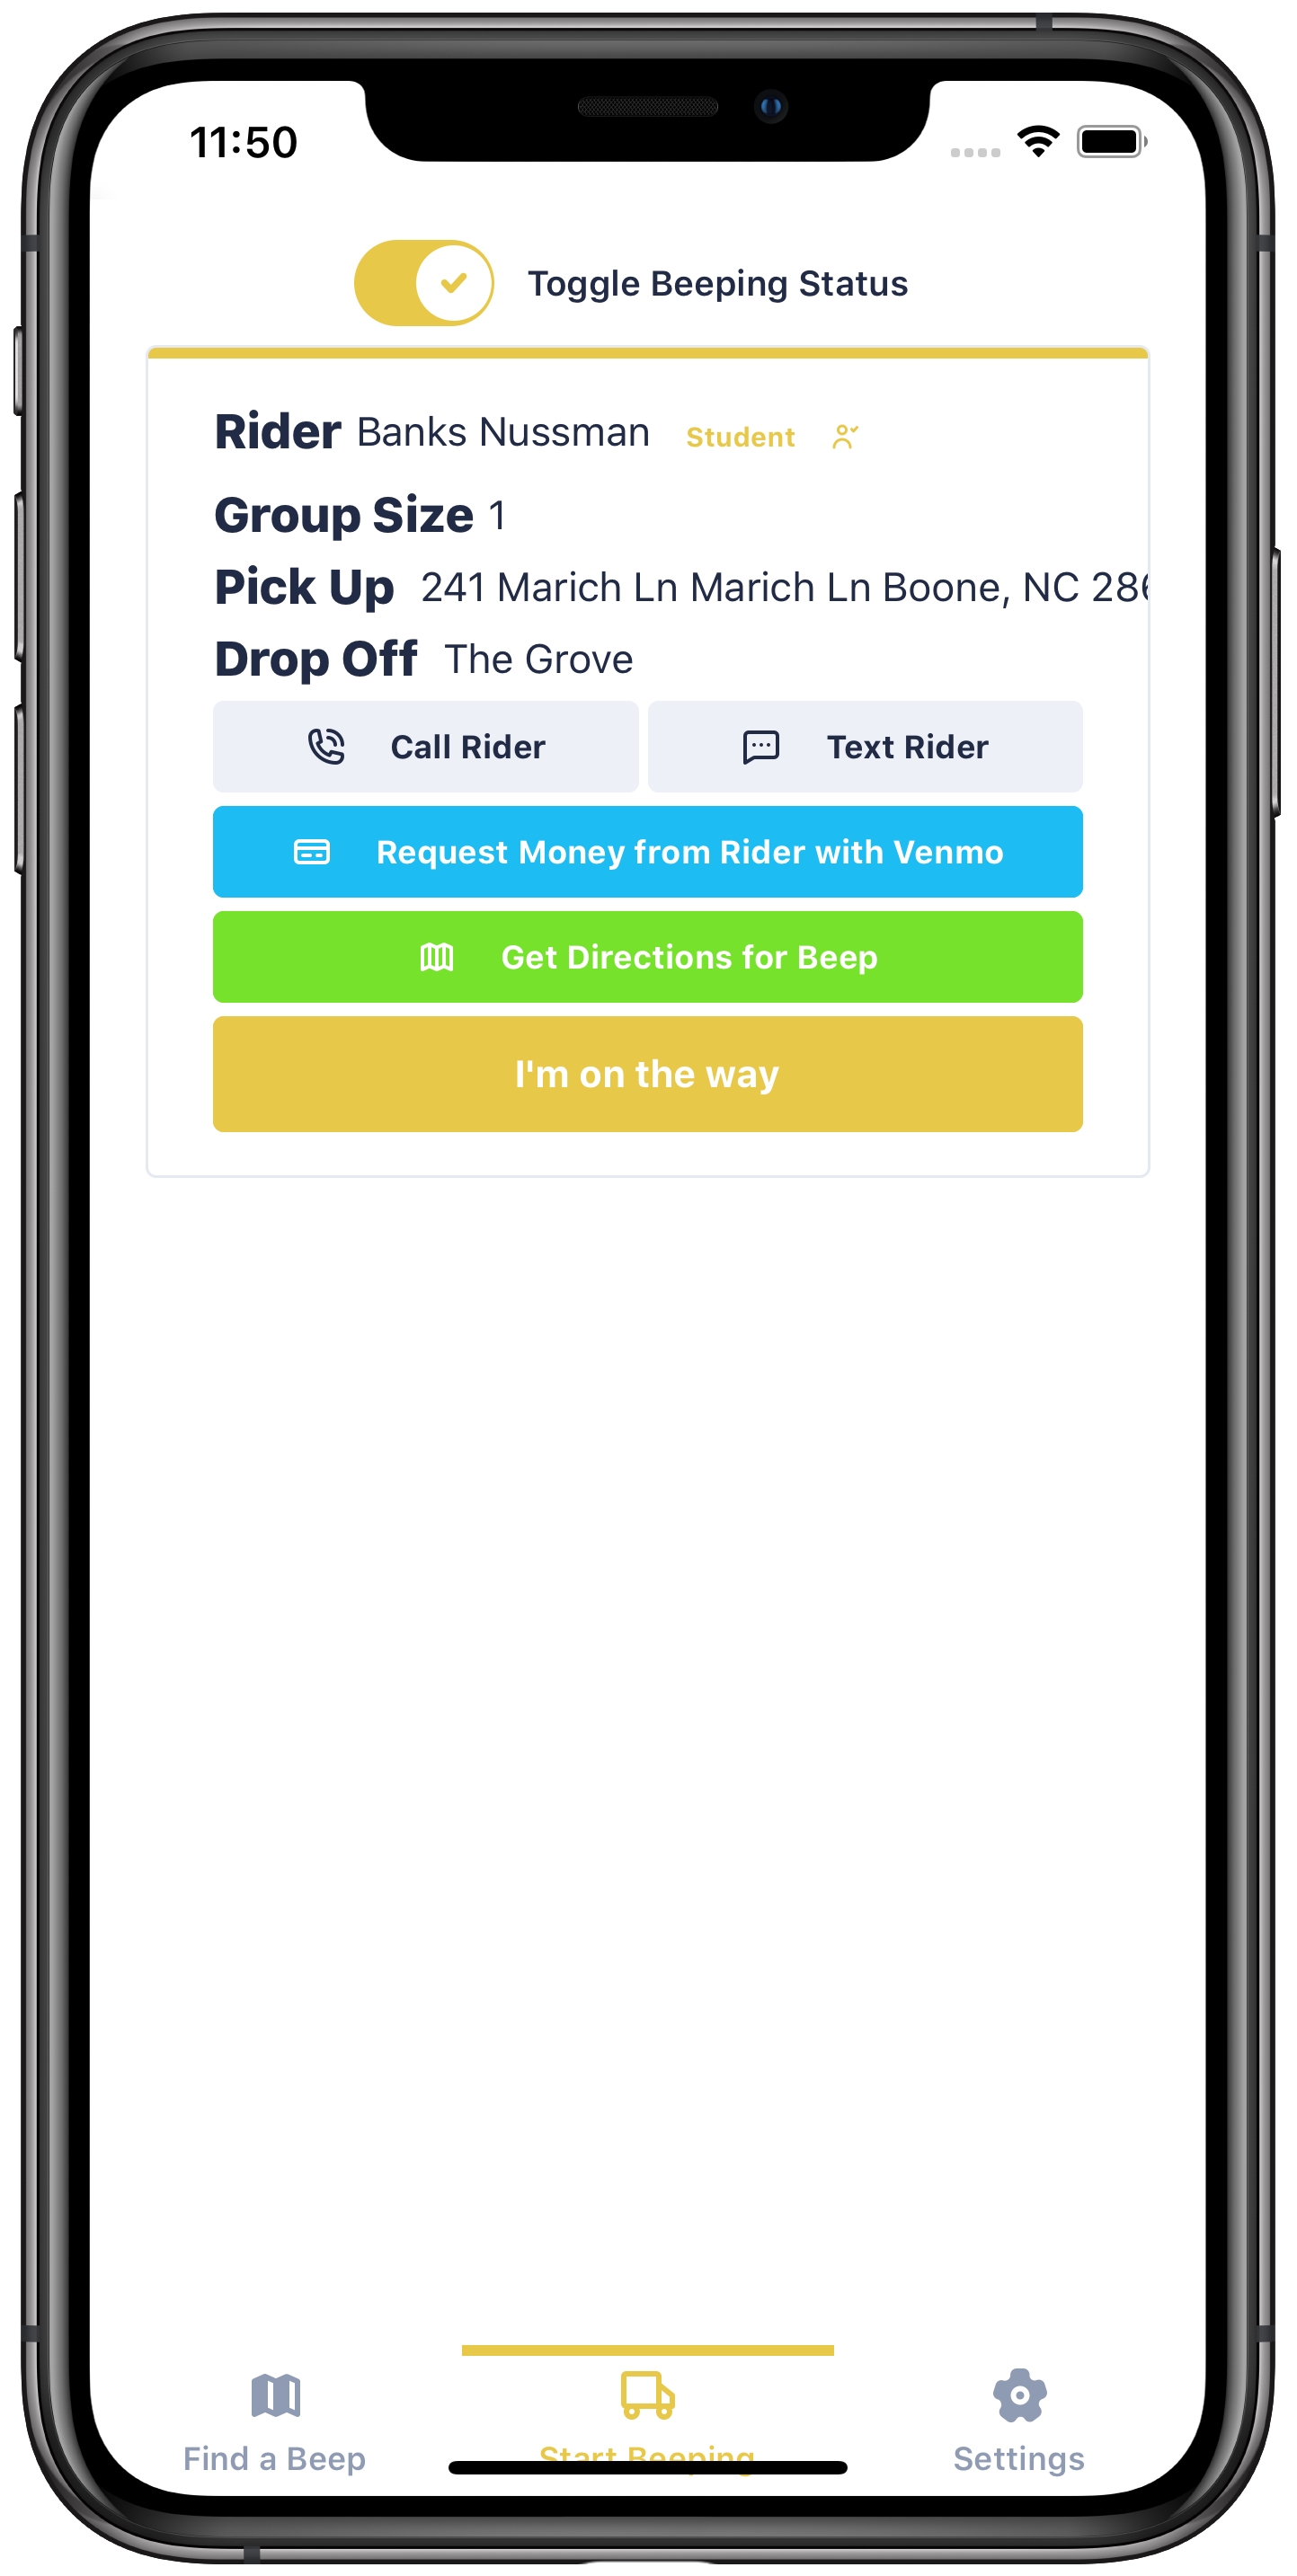 11:50
Toggle Beeping Status
Rider Banks Nussman Student
Group Size 1
Pick Up 241 Marich Ln Marich Ln Boone, NC 286
Drop Off The Grove
Call Rider Text Rider
Request Money from Rider with Venmo
Get Directions for Beep
I'm on the way
Find a Beep Start Beeping Settings